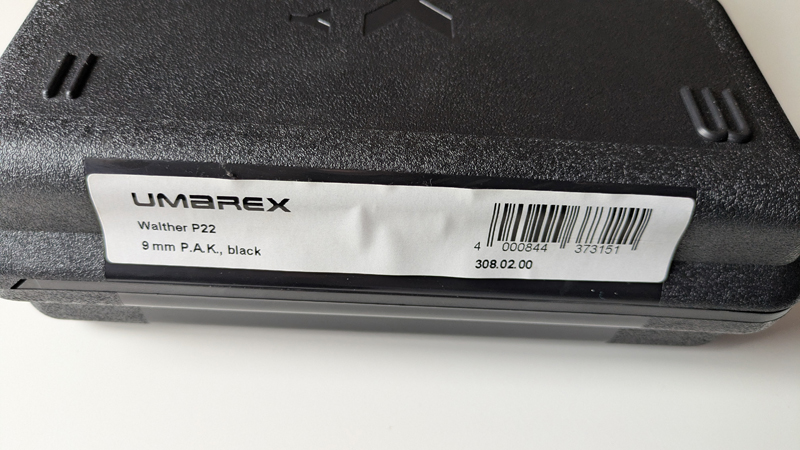 UMAREX
Walther P22
9 mm P.A.K., black
4 000844 373151
308.02.00